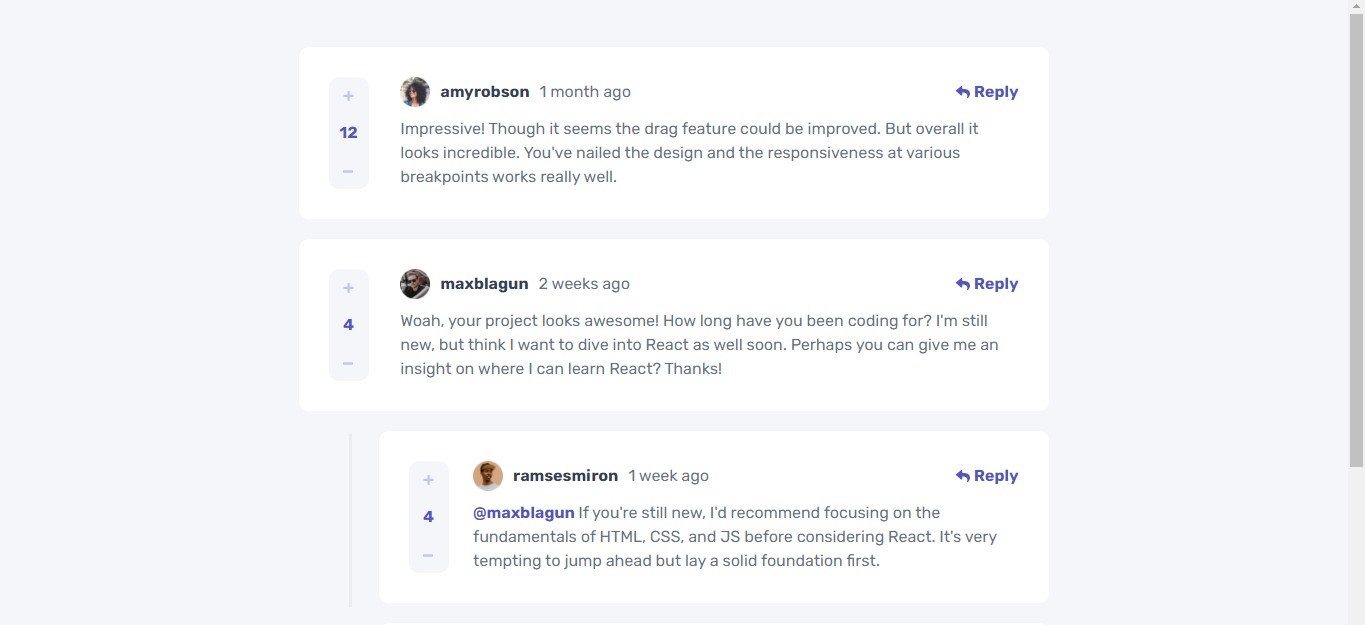 +
12
−
amyrobson 1 month ago Reply
Impressive! Though it seems the drag feature could be improved. But overall it
looks incredible. You've nailed the design and the responsiveness at various
breakpoints works really well.
+
4
−
maxblagun 2 weeks ago Reply
Woah, your project looks awesome! How long have you been coding for? I'm still
new, but think I want to dive into React as well soon. Perhaps you can give me an
insight on where I can learn React? Thanks!
+
4
−
ramsesmiron 1 week ago Reply
@maxblagun If you're still new, I'd recommend focusing on the
fundamentals of HTML, CSS, and JS before considering React. It's very
tempting to jump ahead but lay a solid foundation first.